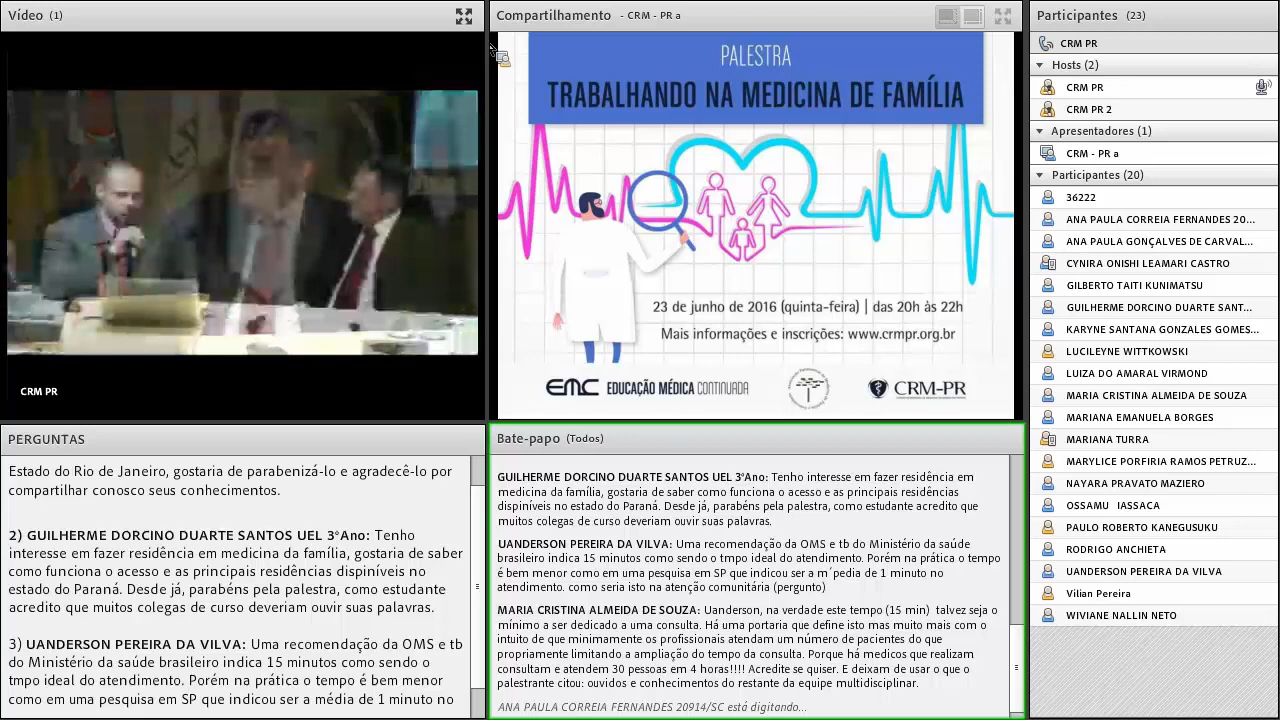 Vídeo (1)
CRM PR
Compartilhamento - CRM - PR a
PALESTRA
TRABALHANDO NA MEDICINA DE FAMÍLIA
23 de junho de 2016 (quinta-feira) | das 20h às 22h
Mais informações e inscrições: www.crmpr.org.br
EMC EDUCAÇÃO MÉDICA CONTINUADA
CRM-PR
PERGUNTAS
Estado do Rio de Janeiro, gostaria de parabenizá-lo e agradecê-lo por
compartilhar conosco seus conhecimentos.
2) GUILHERME DORCINO DUARTE SANTOS UEL 3ºAno: Tenho
interesse em fazer residência em medicina da família, gostaria de saber
como funciona o acesso e as principais residências dispiníveis no
estado do Paraná. Desde já, parabéns pela palestra, como estudante
acredito que muitos colegas de curso deveriam ouvir suas palavras.
3) UANDERSON PEREIRA DA VILVA: Uma recomendação da OMS e tb
do Ministério da saúde brasileiro indica 15 minutos como sendo o
tmpo ideal do atendimento. Porém na prática o tempo é bem menor
como em uma pesquisa em SP que indicou ser a média de 1 minuto no
Bate-papo (Todos)
GUILHERME DORCINO DUARTE SANTOS UEL 3ºAno: Tenho interesse em fazer residência em
medicina da família, gostaria de saber como funciona o acesso e as principais residências
dispiníveis no estado do Paraná. Desde já, parabéns pela palestra, como estudante acredito que
muitos colegas de curso deveriam ouvir suas palavras.
UANDERSON PEREIRA DA VILVA: Uma recomendação da OMS e tb do Ministério da saúde
brasileiro indica 15 minutos como sendo o tmpo ideal do atendimento. Porém na prática o tempo
é bem menor como em uma pesquisa em SP que indicou ser a m´pedia de 1 minuto no
atendimento. como seria isto na atenção comunitária (pergunto)
MARIA CRISTINA ALMEIDA DE SOUZA: Uanderson, na verdade este tempo (15 min) talvez seja o
mínimo a ser dedicado a uma consulta. Há uma portaria que define isto mas muito mais com o
intuito de que minimamente os profissionais atendam um número de pacientes do que
propriamente limitando a ampliação do tempo da consulta. Porque há medicos que realizam
consultam e atendem 30 pessoas em 4 horas!!!! Acredite se quiser. E deixam de usar o que o
palestrante citou: ouvidos e conhecimentos do restante da equipe multidisciplinar.
ANA PAULA CORREIA FERNANDES 20914/SC está digitando...
Participantes (23)
CRM PR
Hosts (2)
CRM PR
CRM PR 2
Apresentadores (1)
CRM - PR a
Participantes (20)
36222
ANA PAULA CORREIA FERNANDES 20...
ANA PAULA GONÇALVES DE CARVAL...
CYNIRA ONISHI LEAMARI CASTRO
GILBERTO TAITI KUNIMATSU
GUILHERME DORCINO DUARTE SANT...
KARYNE SANTANA GONZALES GOMES...
LUCILEYNE WITTKOWSKI
LUIZA DO AMARAL VIRMOND
MARIA CRISTINA ALMEIDA DE SOUZA
MARIANA EMANUELA BORGES
MARIANA TURRA
MARYLICE PORFIRIA RAMOS PETRUZ...
NAYARA PRAVATO MAZIERO
OSSAMU IASSACA
PAULO ROBERTO KANEGUSUKU
RODRIGO ANCHIETA
UANDERSON PEREIRA DA VILVA
Vilian Pereira
WIVIANE NALLIN NETO